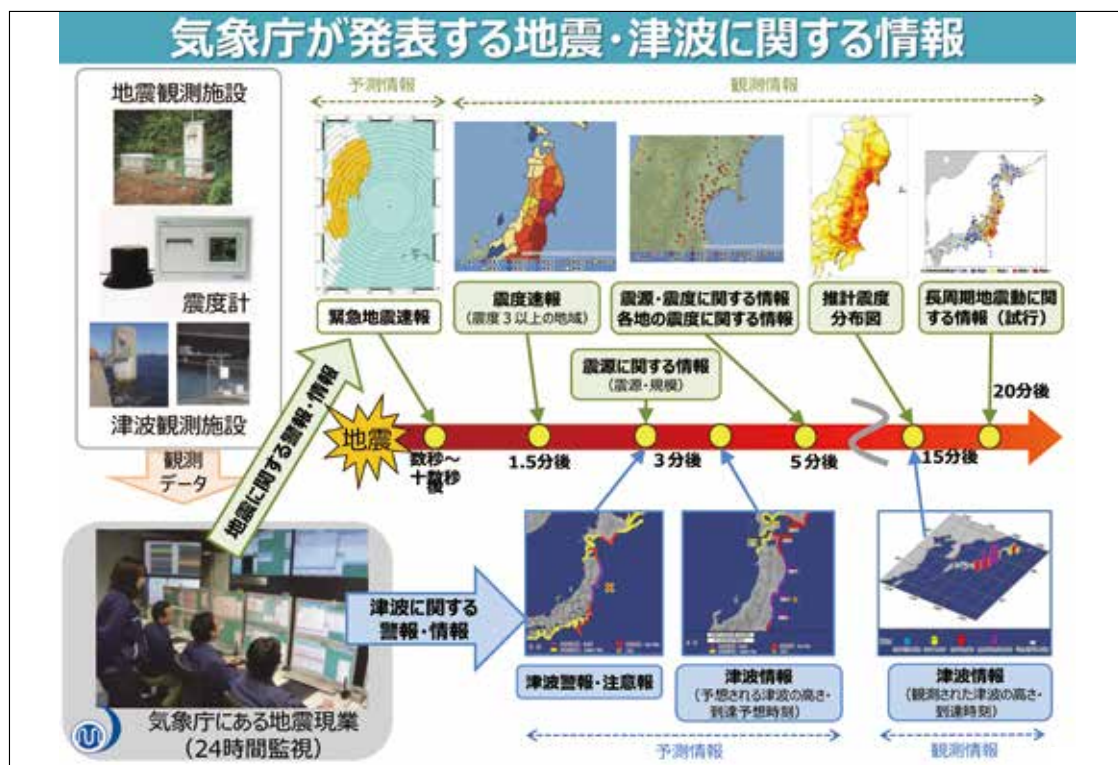 気象庁が発表する地震・津波に関する情報
地震観測施設
震度計
津波観測施設
観測
データ
気象庁にある地震現業
(24時間監視)
地震に関する警報・情報
津波に関する
警報・情報
予測情報
観測情報
緊急地震速報
震度速報
(震度3以上の地域)
震源・震度に関する情報
各地の震度に関する情報
推計震度
分布図
長周期地震動に関
する情報(試行)
震源に関する情報
(震源・規模)
地震
数秒~
十数秒
後
1.5分後
3分後
5分後
15分後
20分後
津波警報・注意報
津波情報
(予想される津波の高さ・
到達予想時刻)
津波情報
(観測された津波の高さ・
到達時刻)
予測情報
観測情報